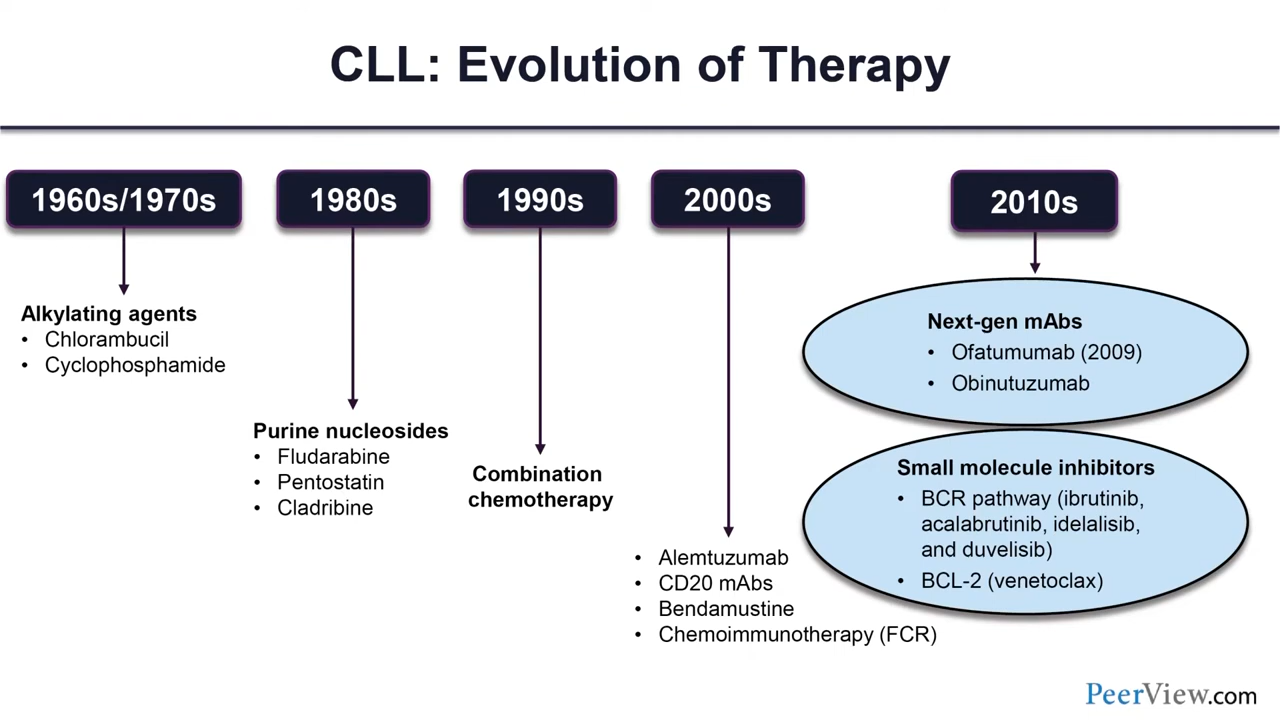 CLL: Evolution of Therapy
1960s/1970s
Alkylating agents
• Chlorambucil
• Cyclophosphamide
1980s
Purine nucleosides
• Fludarabine
• Pentostatin
• Cladribine
1990s
Combination
chemotherapy
2000s
• Alemtuzumab
• CD20 mAbs
• Bendamustine
• Chemoimmunotherapy (FCR)
2010s
Next-gen mAbs
• Ofatumumab (2009)
• Obinutuzumab
Small molecule inhibitors
• BCR pathway (ibrutinib,
acalabrutinib, idelalisib,
and duvelisib)
• BCL-2 (venetoclax)
PeerView.com